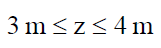 3 m ≤ z ≤ 4 m